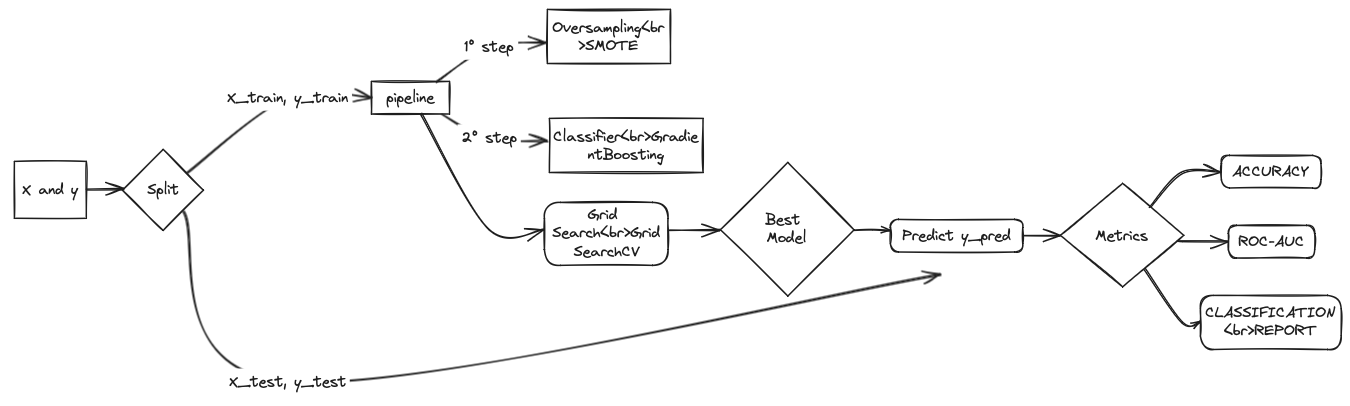 x and y
Split
x_train, y_train
pipeline
1° step
Oversampling<br
>SMOTE
2° step
Classifier<br>Gradie
ntBoosting
Grid
Search<br>Grid
SearchCV
Best
Model
Predict y_pred
Metrics
ACCURACY
ROC-AUC
CLASSIFICATION
<br>REPORT
x_test, y_test